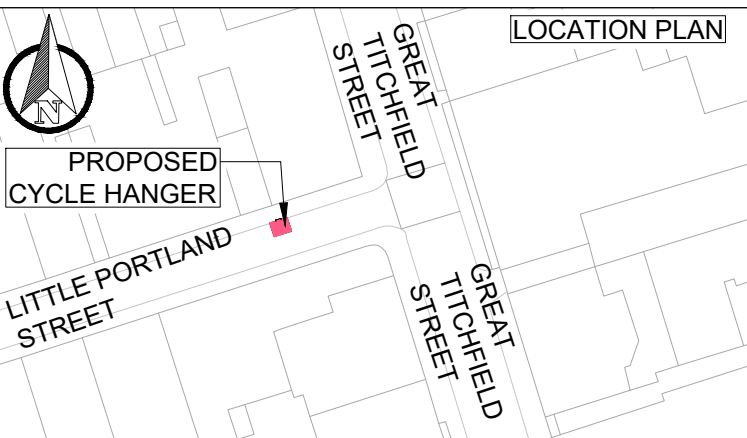 LOCATION PLAN
N
GREAT
TITCHFIELD
STREET
PROPOSED
CYCLE HANGER
LITTLE PORTLAND
STREET
GREAT
TITCHFIELD
STREET